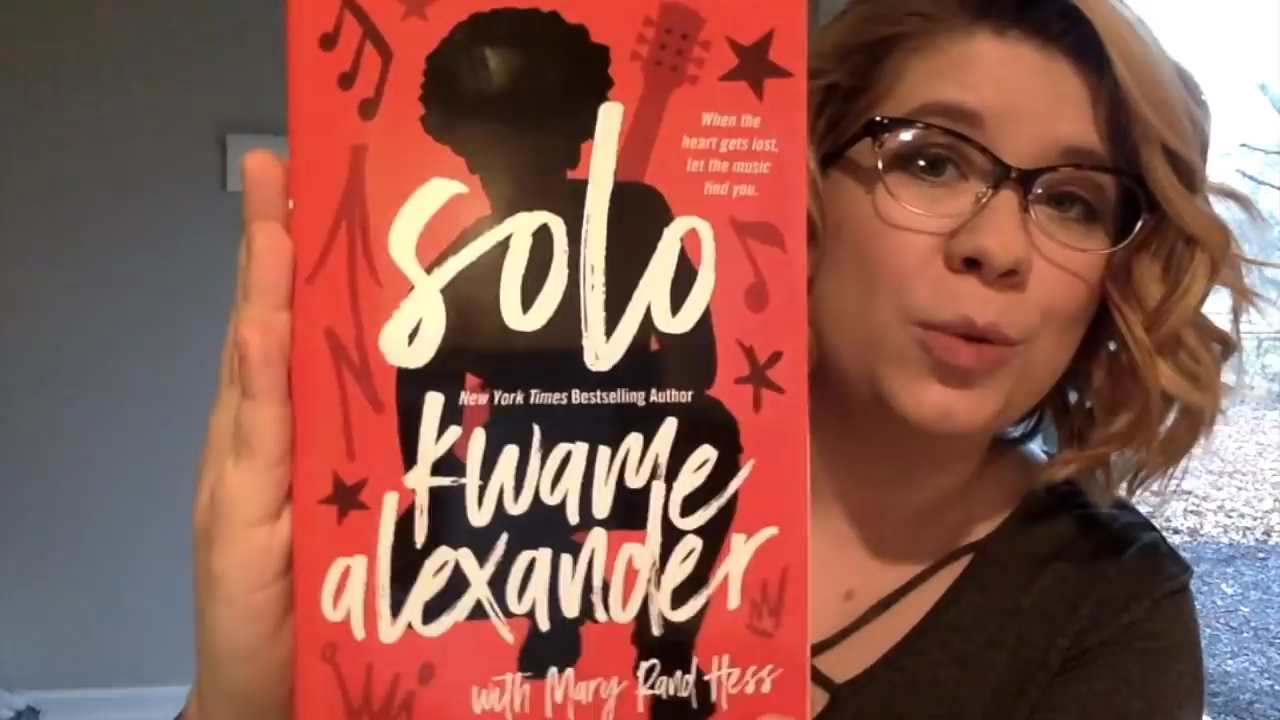 When the
heart gets lost,
let the music
find you.
solo
New York Times Bestselling Author
kwame
alexander
with Mary Rand Hess